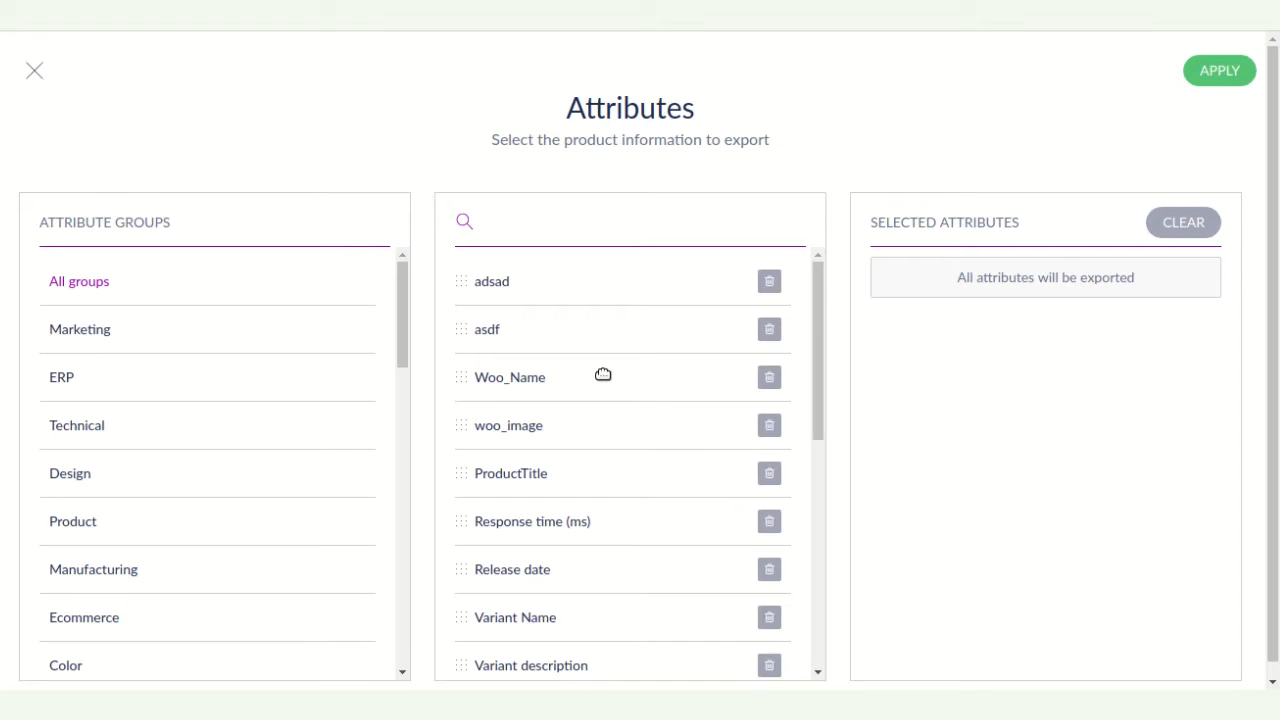 APPLY
Attributes
Select the product information to export
ATTRIBUTE GROUPS
All groups
Marketing
ERP
Technical
Design
Product
Manufacturing
Ecommerce
Color
adsad
asdf
Woo_Name
woo_image
ProductTitle
Response time (ms)
Release date
Variant Name
Variant description
SELECTED ATTRIBUTES
CLEAR
All attributes will be exported